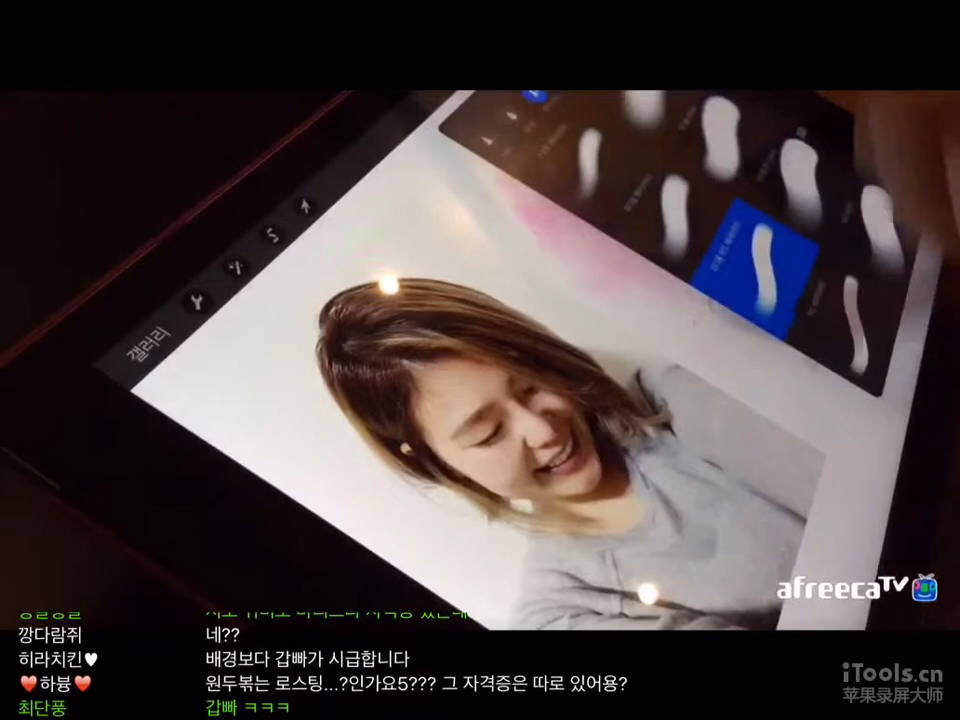 갤러리
afreecaTV
깡다람쥐 네??
히라치킨♥ 배경보다 갑빠가 시급합니다
❤️하뷹❤️ 원두볶는 로스팅...?인가요5??? 그 자격증은 따로 있어용?
최단풍 갑빠 ㅋㅋㅋ
iTools.cn
苹果录屏大师